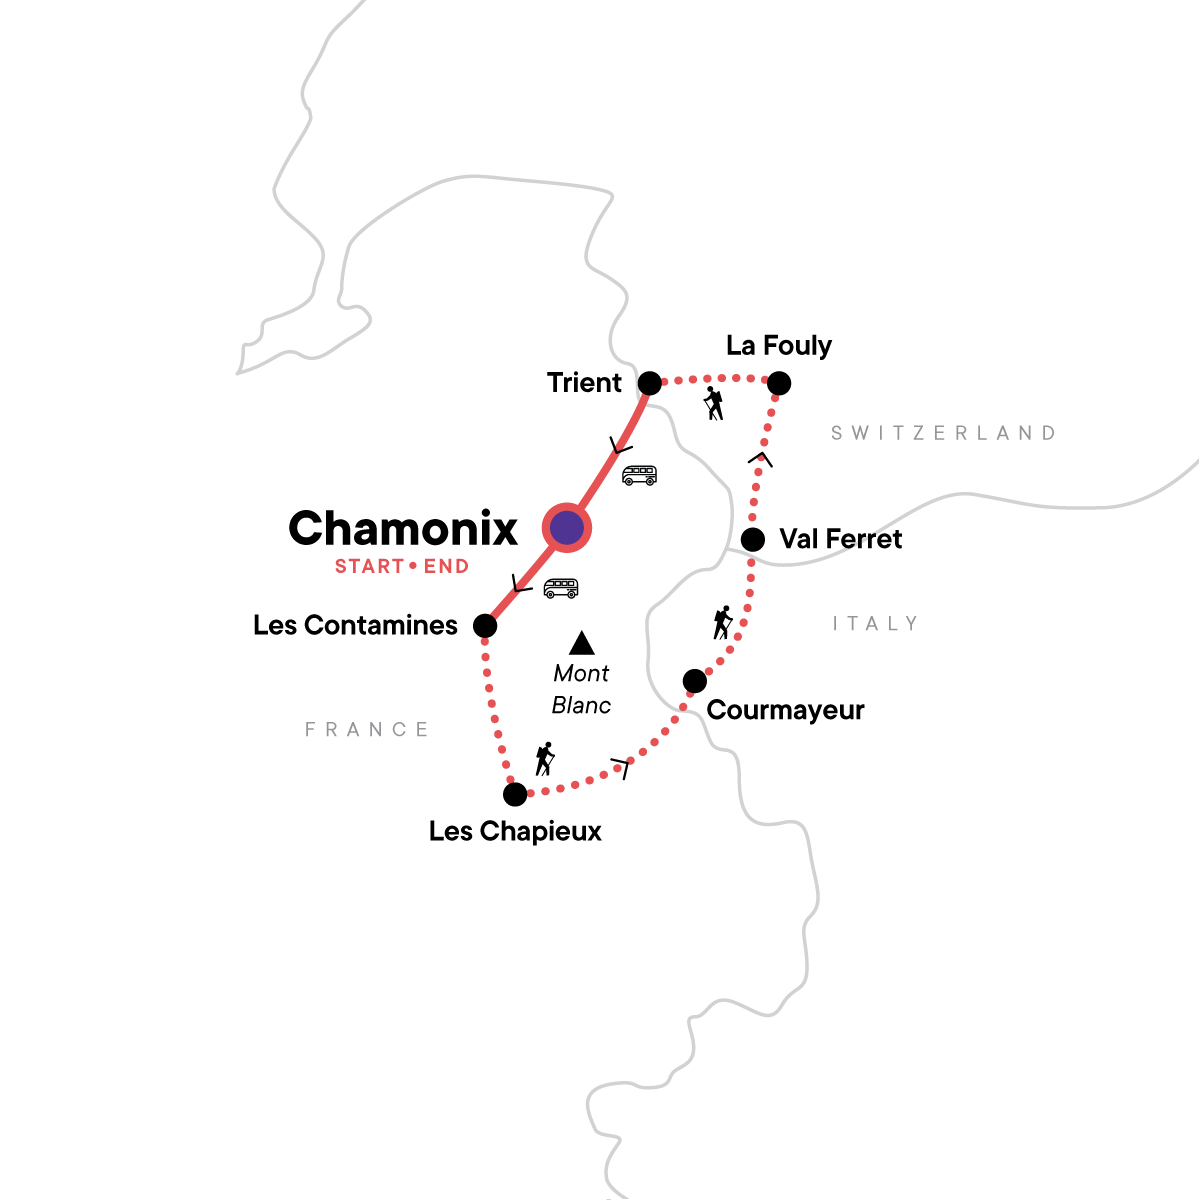 La Fouly
Trient
SWITZERLAND
Chamonix
START • END
Val Ferret
Les Contamines
ITALY
Mont
Blanc
Courmayeur
FRANCE
Les Chapieux